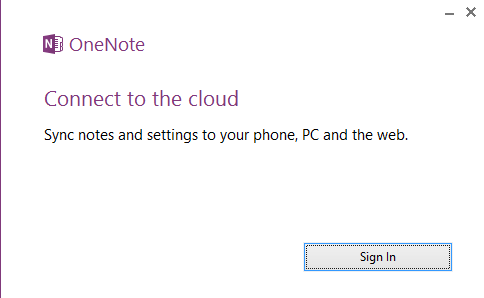 OneNote
Connect to the cloud
Sync notes and settings to your phone, PC and the web.
Sign In